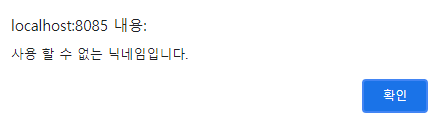 localhost:8085 내용:
사용 할 수 없는 닉네임입니다.
확인